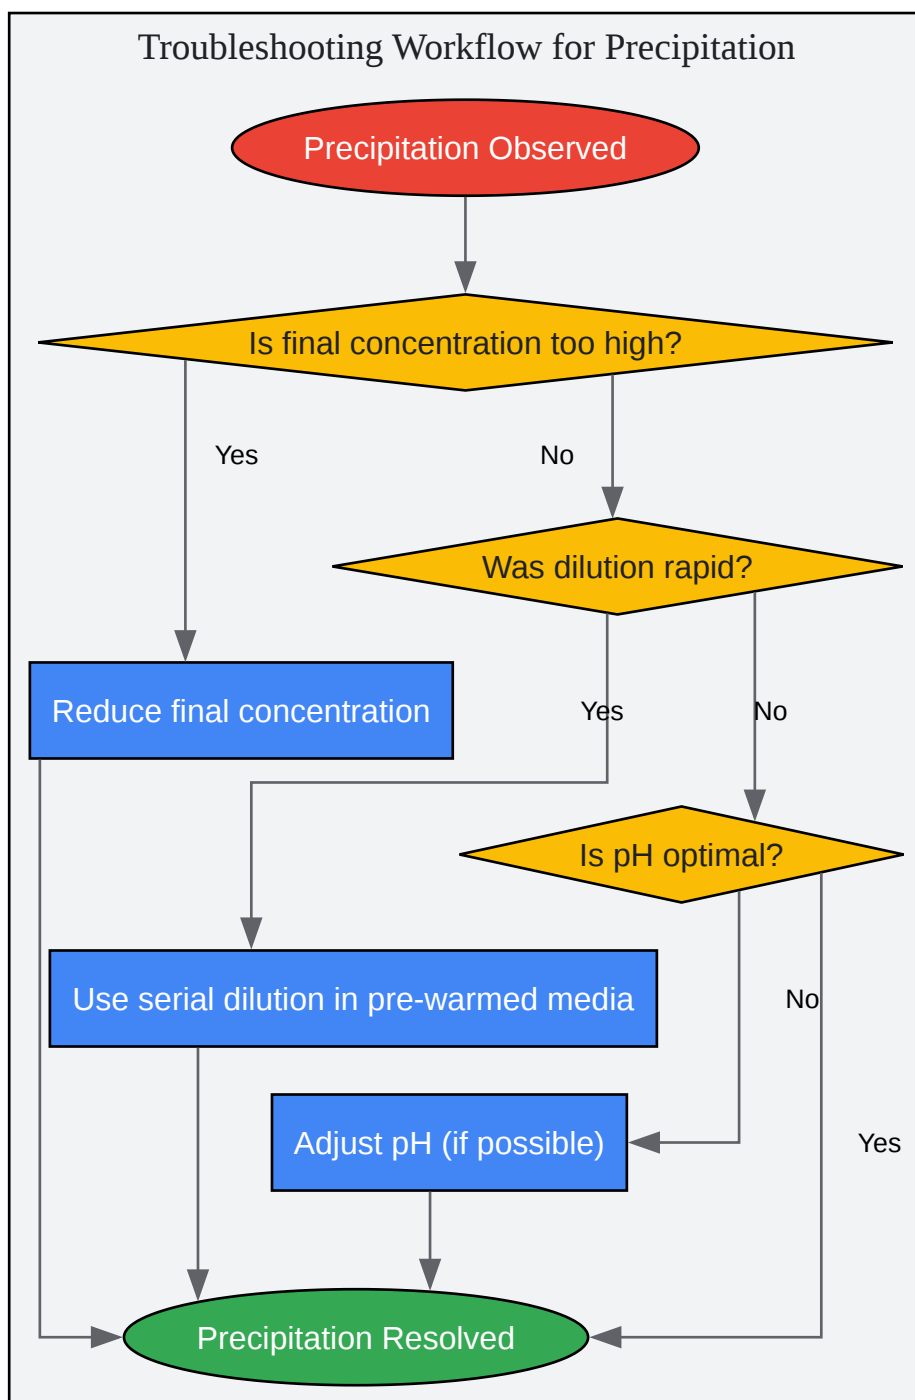 Troubleshooting Workflow for Precipitation
Precipitation Observed
Is final concentration too high?
Yes
No
Was dilution rapid?
Reduce final concentration
Yes
No
Is pH optimal?
Use serial dilution in pre-warmed media
No
Adjust pH (if possible)
Yes
Precipitation Resolved